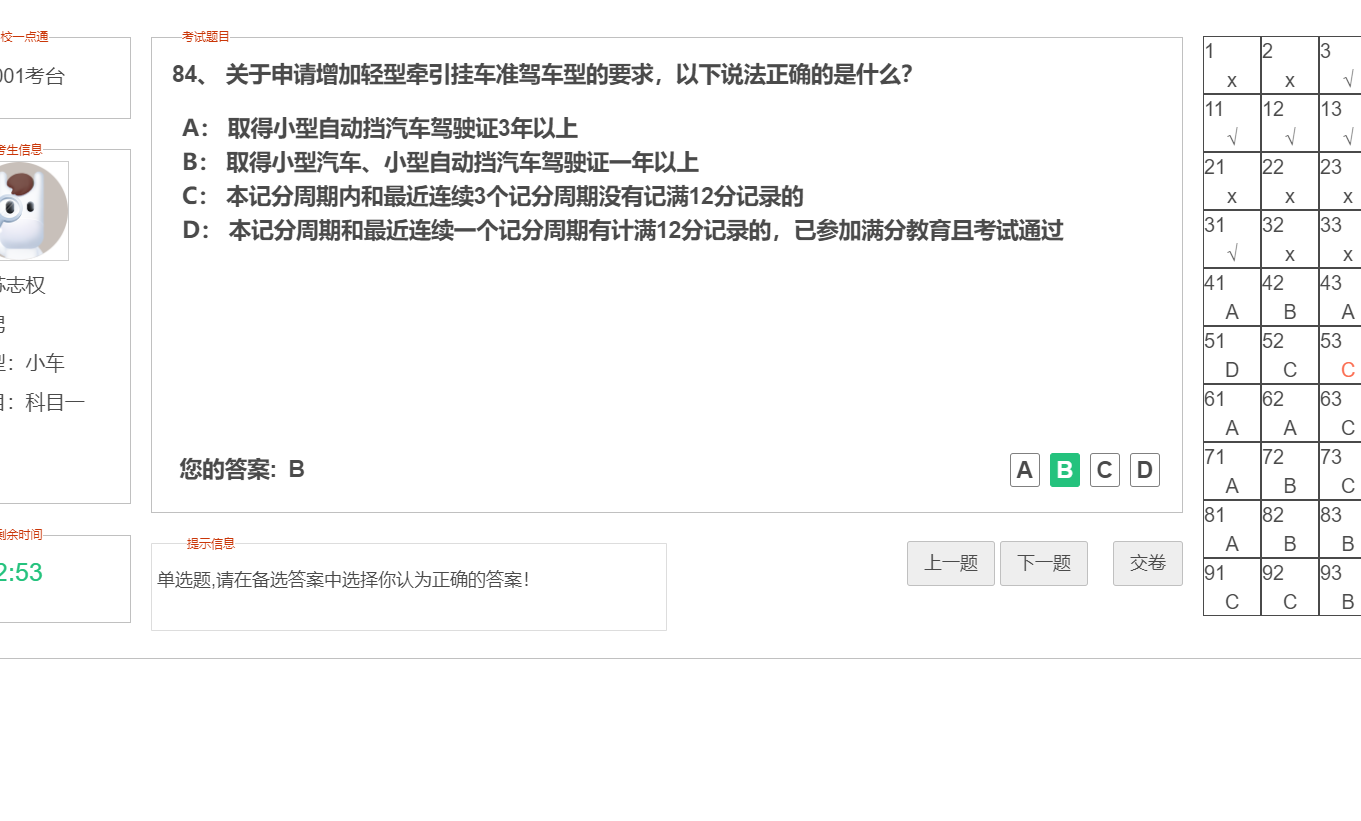 校一点通
001考台
考生信息
苏志权
男
型：小车
目：科目一
剩余时间
2:53
考试题目
84、 关于申请增加轻型牵引挂车准驾车型的要求，以下说法正确的是什么？
A： 取得小型自动挡汽车驾驶证3年以上
B： 取得小型汽车、小型自动挡汽车驾驶证一年以上
C： 本记分周期内和最近连续3个记分周期没有记满12分记录的
D： 本记分周期和最近连续一个记分周期有计满12分记录的，已参加满分教育且考试通过
您的答案: B
A B C D
提示信息
单选题,请在备选答案中选择你认为正确的答案！
上一题 下一题 交卷
1 2 3
x x √
11 12 13
√ √ √
21 22 23
x x x
31 32 33
√ x x
41 42 43
A B A
51 52 53
D C C
61 62 63
A A C
71 72 73
A B C
81 82 83
A B B
91 92 93
C C B